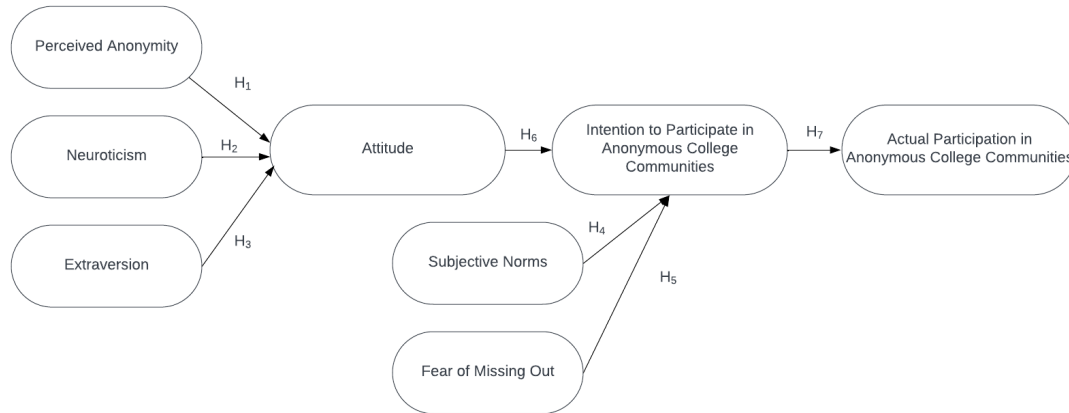 Perceived Anonymity
H₁
Neuroticism
H₂
Extraversion
H₃
Attitude
H₆
Intention to Participate in
Anonymous College
Communities
H₇
Actual Participation in
Anonymous College Communities
Subjective Norms
H₄
Fear of Missing Out
H₅